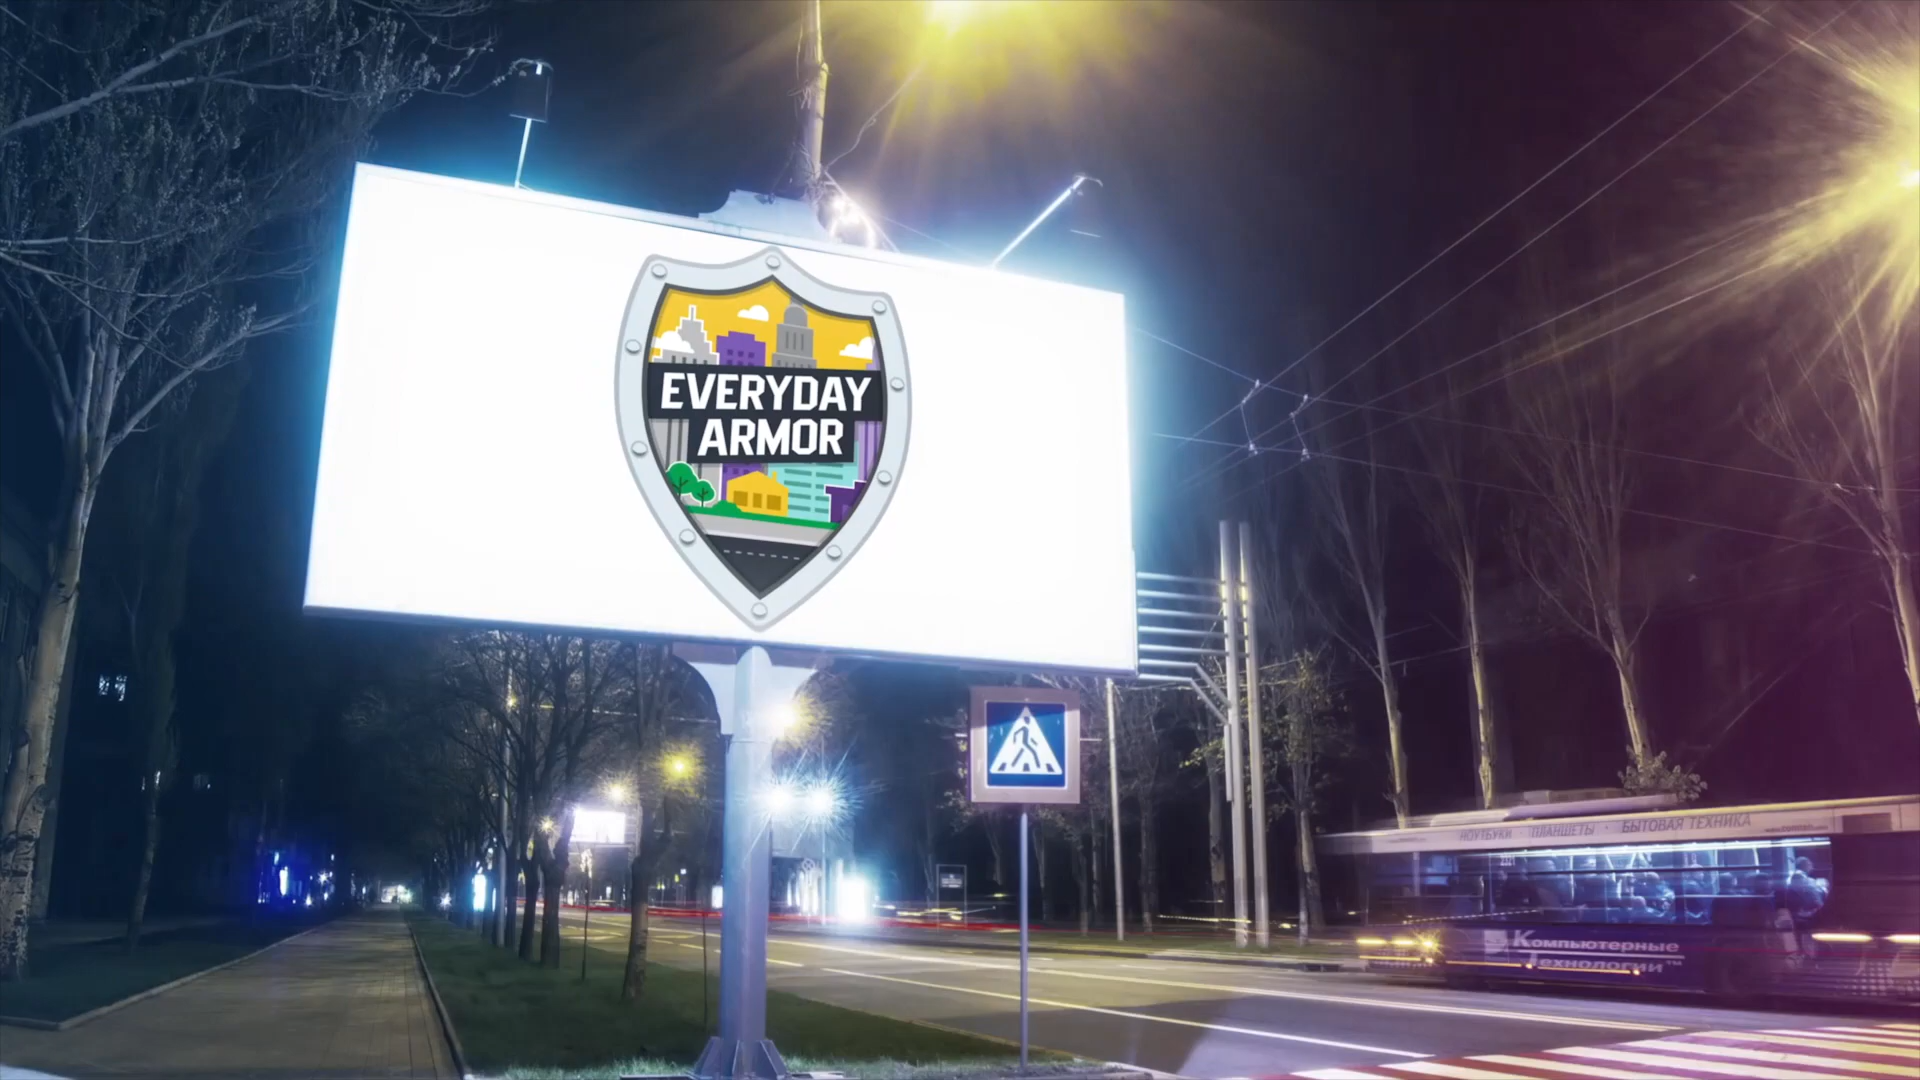 EVERYDAY
ARMOR
НОУТБУКИ · ПЛАНШЕТЫ · БЫТОВАЯ ТЕХНИКА
Компьютерные
Технологии™